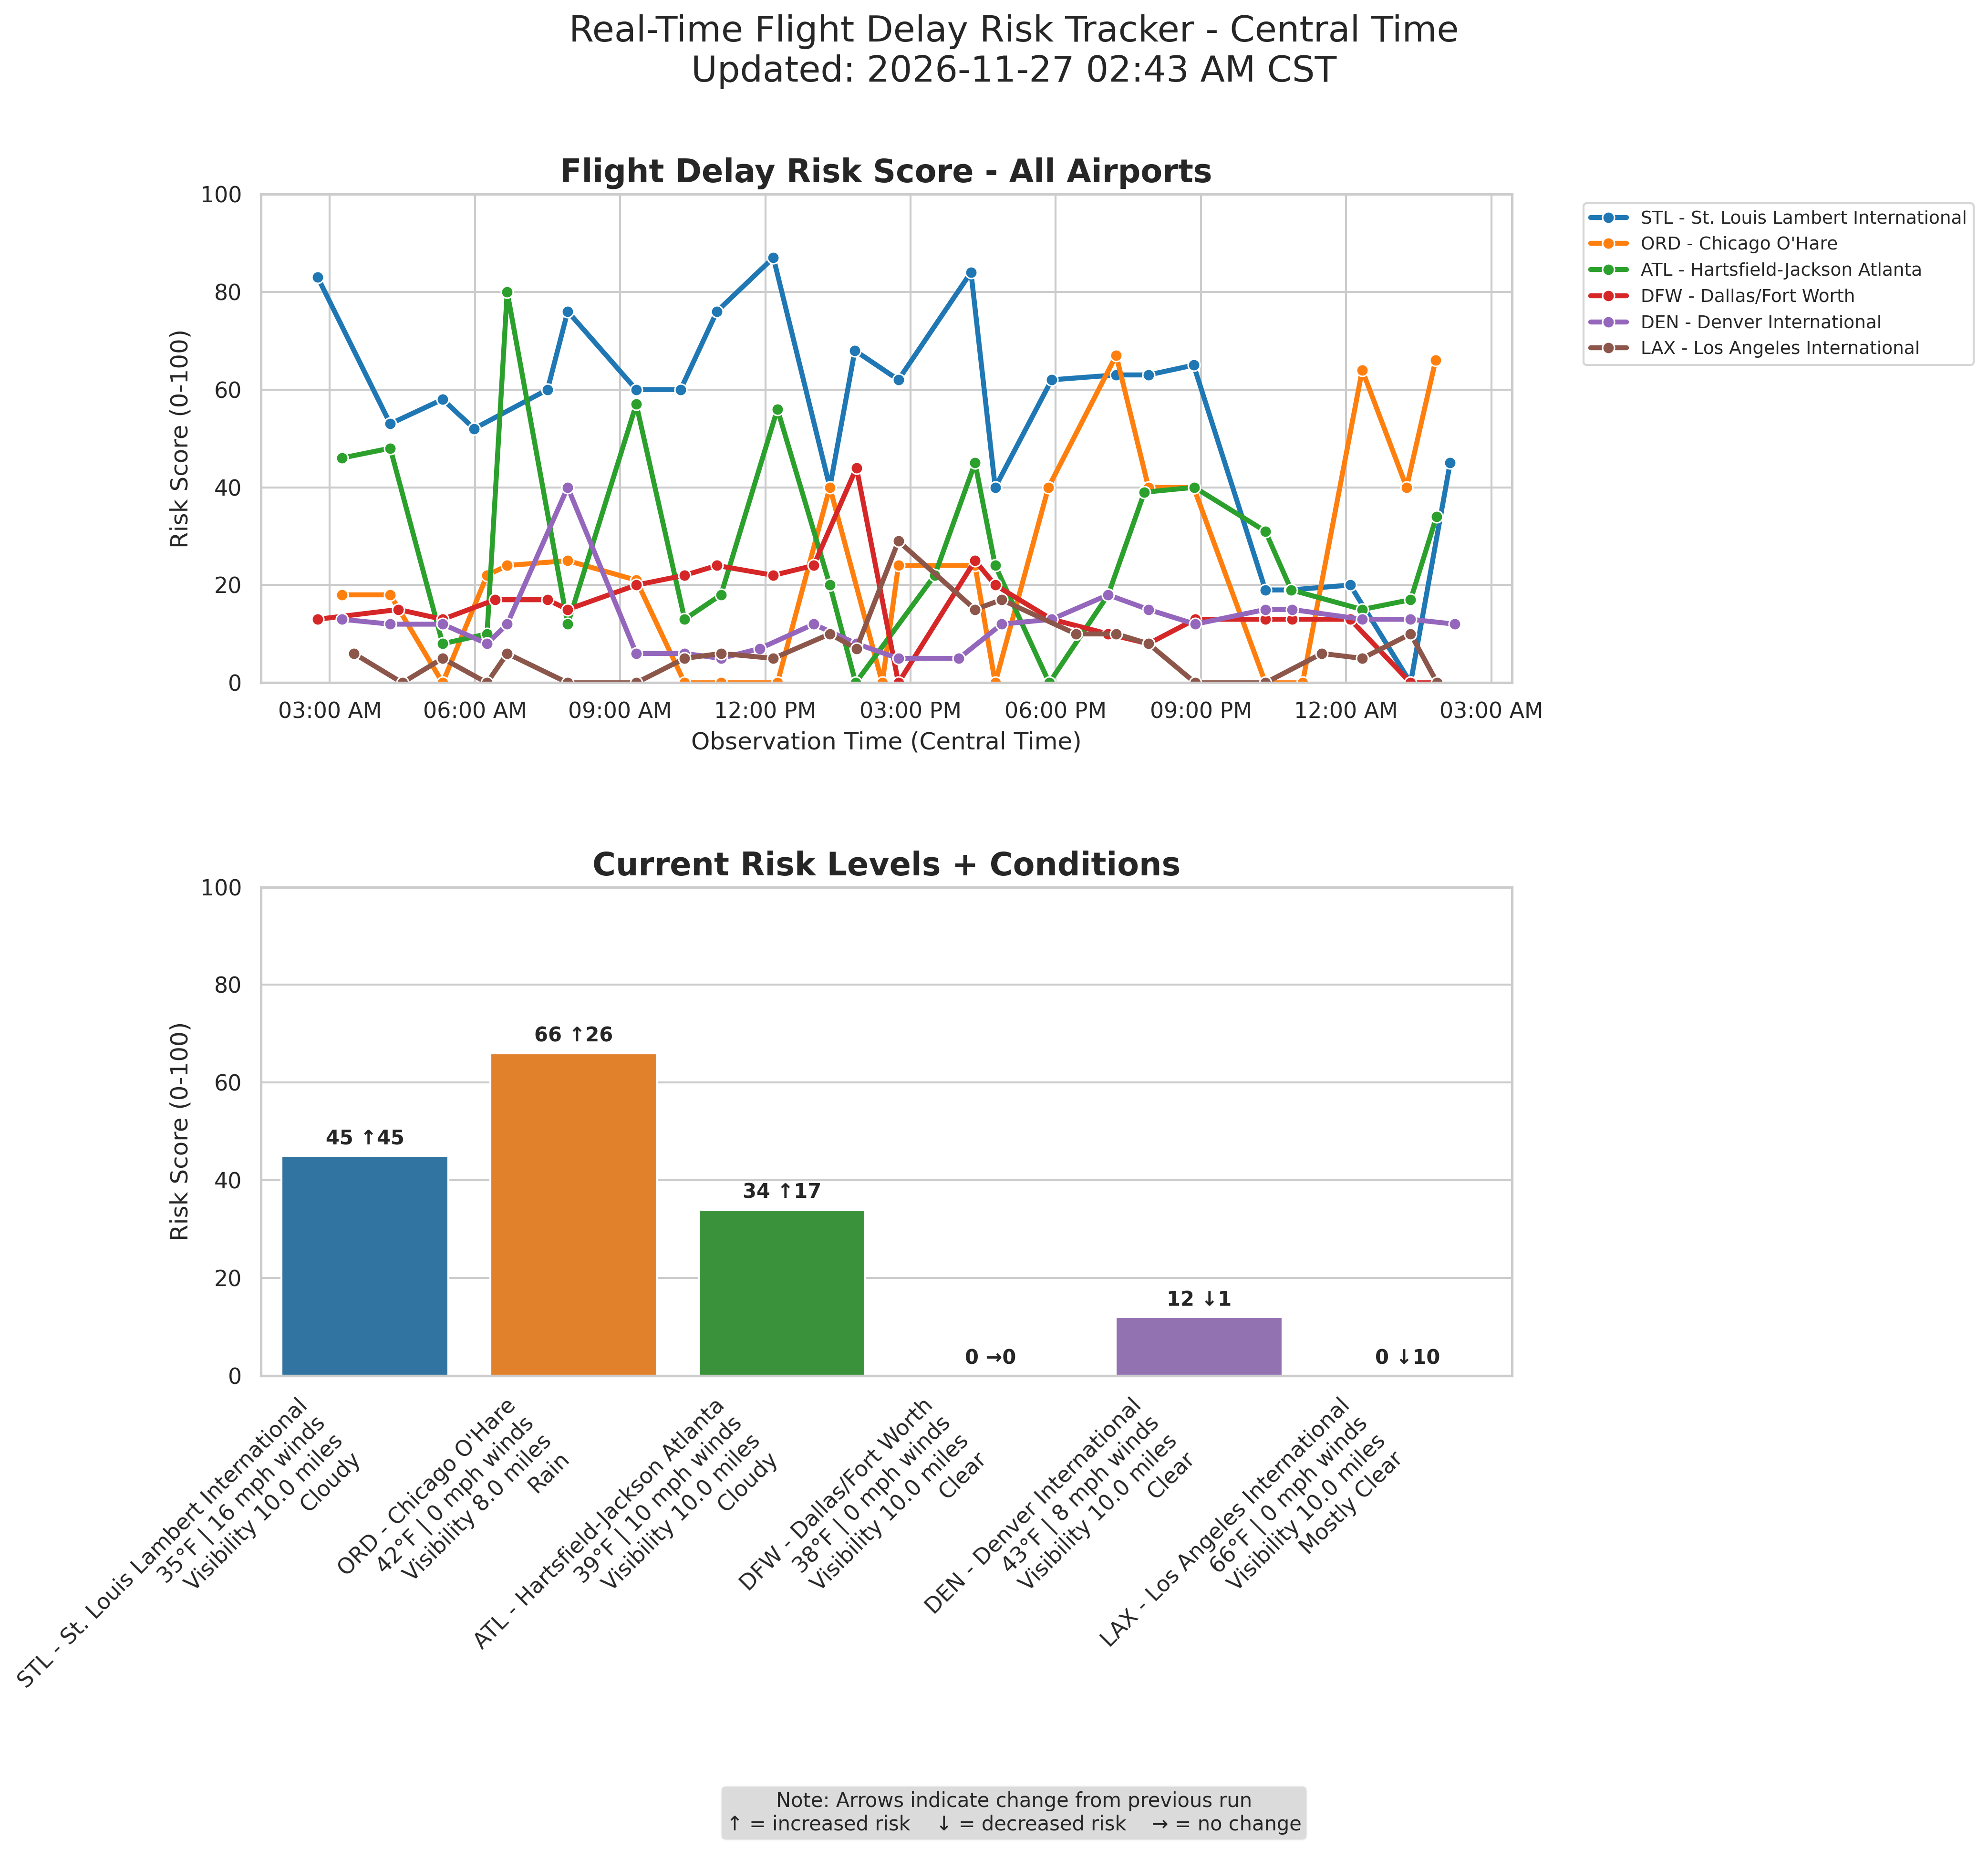 Real-Time Flight Delay Risk Tracker - Central Time
Updated: 2026-11-27 02:43 AM CST
Flight Delay Risk Score - All Airports
Risk Score (0-100)
100
80
60
40
20
0
03:00 AM
06:00 AM
09:00 AM
12:00 PM
03:00 PM
06:00 PM
09:00 PM
12:00 AM
03:00 AM
Observation Time (Central Time)
STL - St. Louis Lambert International
ORD - Chicago O'Hare
ATL - Hartsfield-Jackson Atlanta
DFW - Dallas/Fort Worth
DEN - Denver International
LAX - Los Angeles International
Current Risk Levels + Conditions
Risk Score (0-100)
100
80
60
40
20
0
45 ↑45
66 ↑26
34 ↑17
0 →0
12 ↓1
0 ↓10
STL - St. Louis Lambert International
35°F | 16 mph winds
Visibility 10.0 miles
Cloudy
ORD - Chicago O'Hare
42°F | 0 mph winds
Visibility 8.0 miles
Rain
ATL - Hartsfield-Jackson Atlanta
39°F | 10 mph winds
Visibility 10.0 miles
Cloudy
DFW - Dallas/Fort Worth
38°F | 0 mph winds
Visibility 10.0 miles
Clear
DEN - Denver International
43°F | 8 mph winds
Visibility 10.0 miles
Clear
LAX - Los Angeles International
66°F | 0 mph winds
Visibility 10.0 miles
Mostly Clear
Note: Arrows indicate change from previous run
↑ = increased risk    ↓ = decreased risk    → = no change